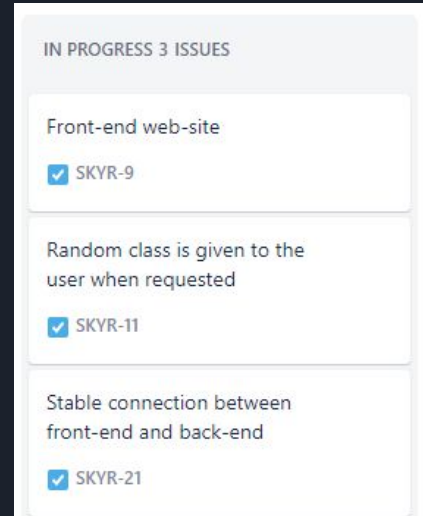 IN PROGRESS 3 ISSUES
Front-end web-site
SKYR-9
Random class is given to the
user when requested
SKYR-11
Stable connection between
front-end and back-end
SKYR-21